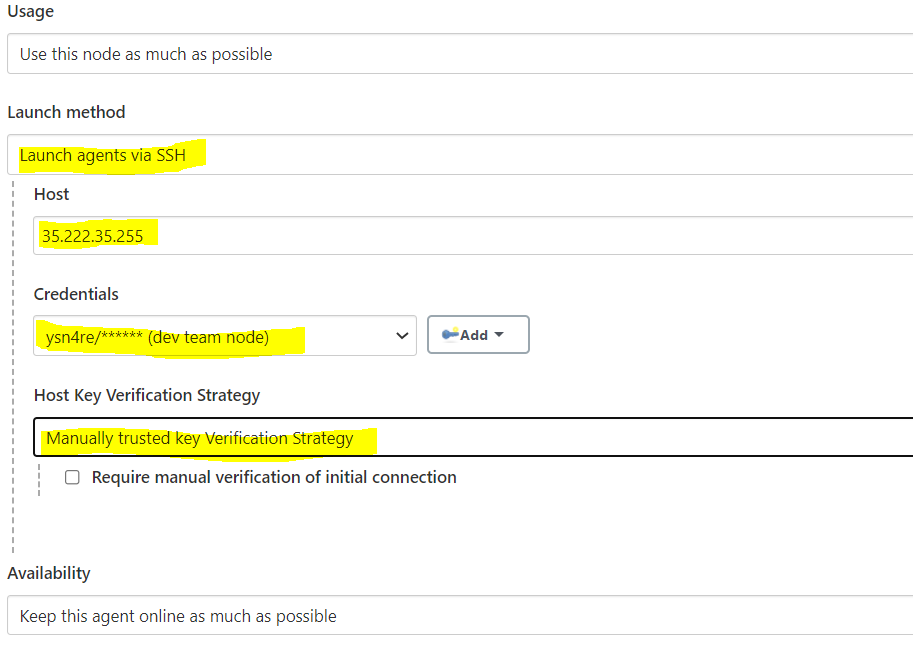 Usage
Use this node as much as possible
Launch method
Launch agents via SSH
Host
35.222.35.255
Credentials
ysn4re/****** (dev team node)
Add
Host Key Verification Strategy
Manually trusted key Verification Strategy
Require manual verification of initial connection
Availability
Keep this agent online as much as possible